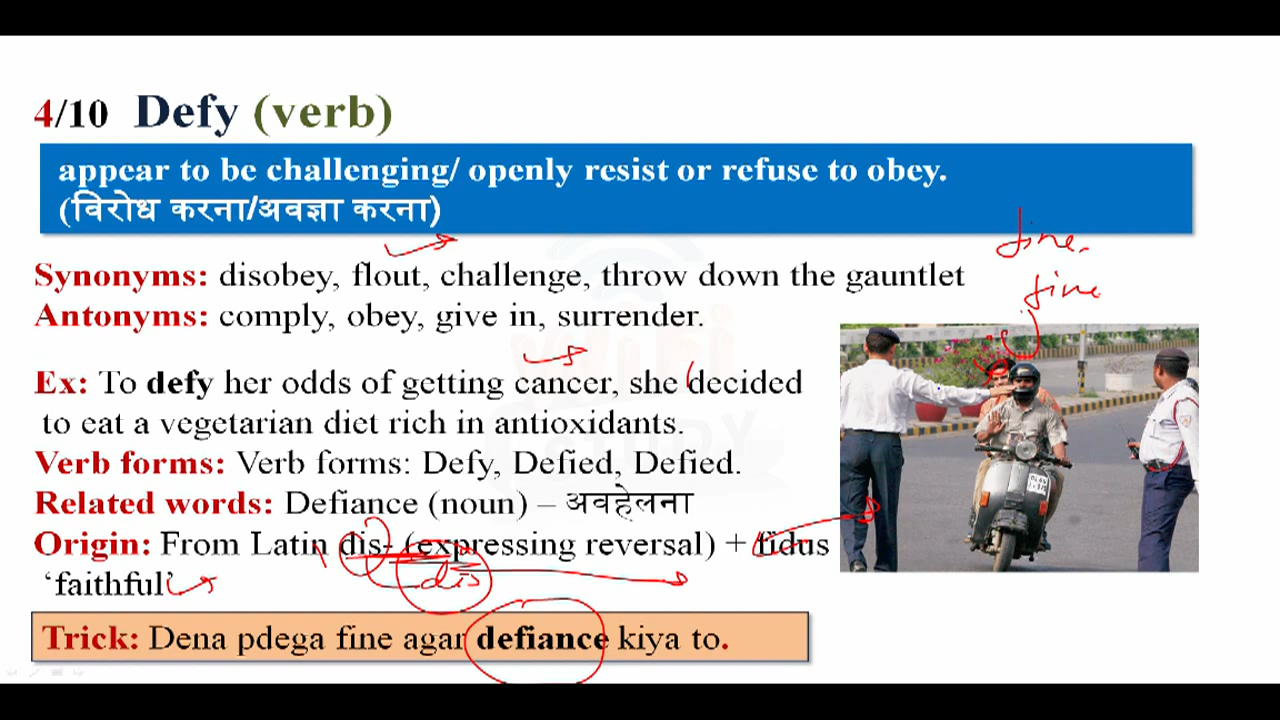 4/10 Defy (verb)
appear to be challenging/ openly resist or refuse to obey.
(विरोध करना/अवज्ञा करना)
fine.
fine
Synonyms: disobey, flout, challenge, throw down the gauntlet
Antonyms: comply, obey, give in, surrender.
Ex: To defy her odds of getting cancer, she decided
to eat a vegetarian diet rich in antioxidants.
Verb forms: Verb forms: Defy, Defied, Defied.
Related words: Defiance (noun) – अवहेलना
Origin: From Latin dis- (expressing reversal) + fidus
‘faithful’
dis
Trick: Dena pdega fine agar defiance kiya to.